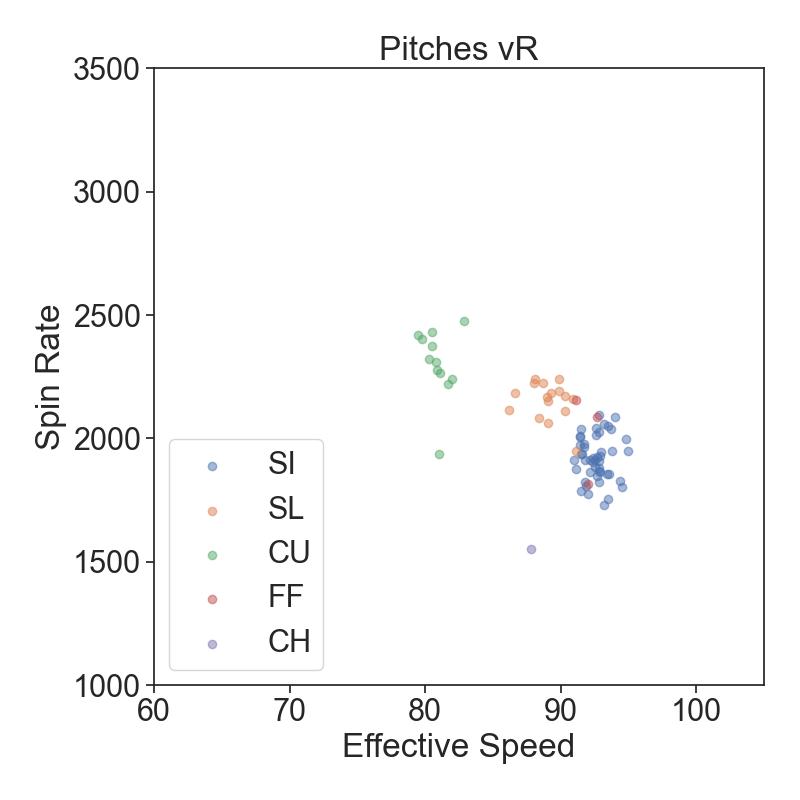 Pitches vR
3500
3000
2500
2000
1500
1000
Spin Rate
SI
SL
CU
FF
CH
60 70 80 90 100
Effective Speed